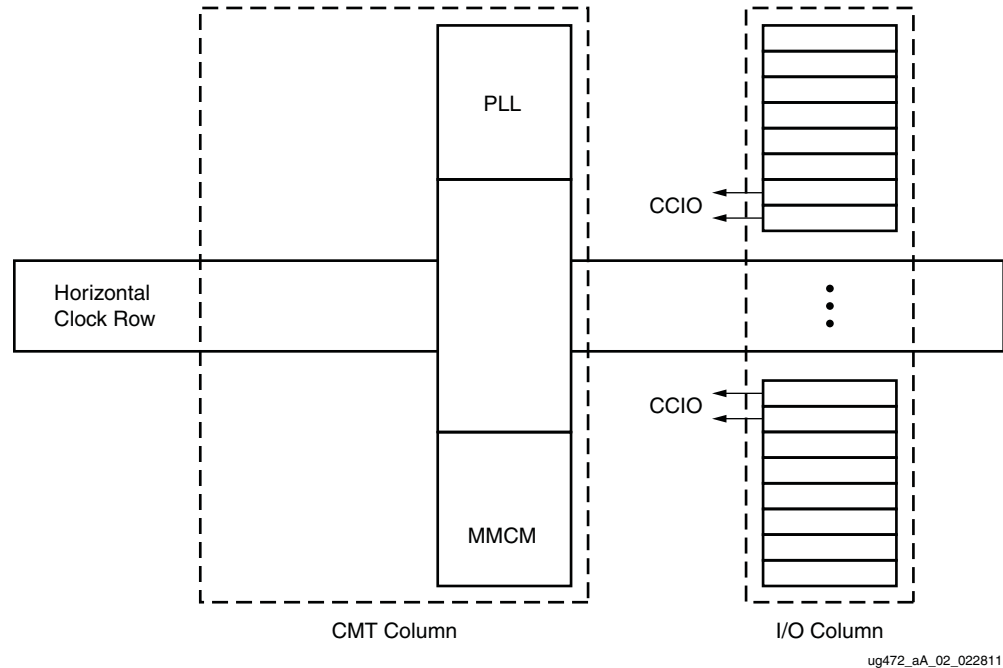 PLL
CCIO
Horizontal
Clock Row
CCIO
MMCM
CMT Column
I/O Column
ug472_aA_02_022811